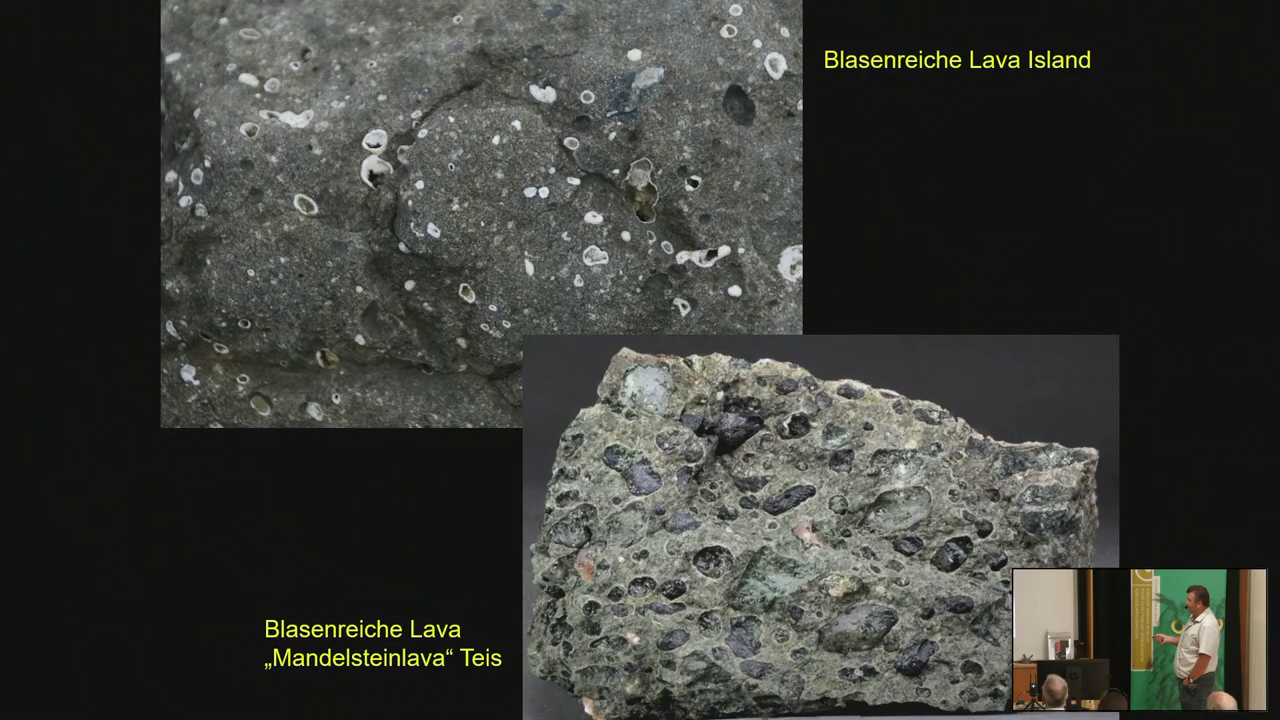 Blasenreiche Lava Island
Blasenreiche Lava
„Mandelsteinlava“ Teis